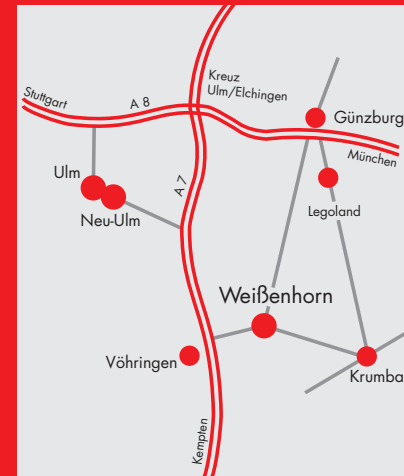 Kreuz
Ulm/Elchingen
Stuttgart
A 8
Günzburg
München
Ulm
A 7
Neu-Ulm
Legoland
Weißenhorn
Vöhringen
Krumba
Kempten